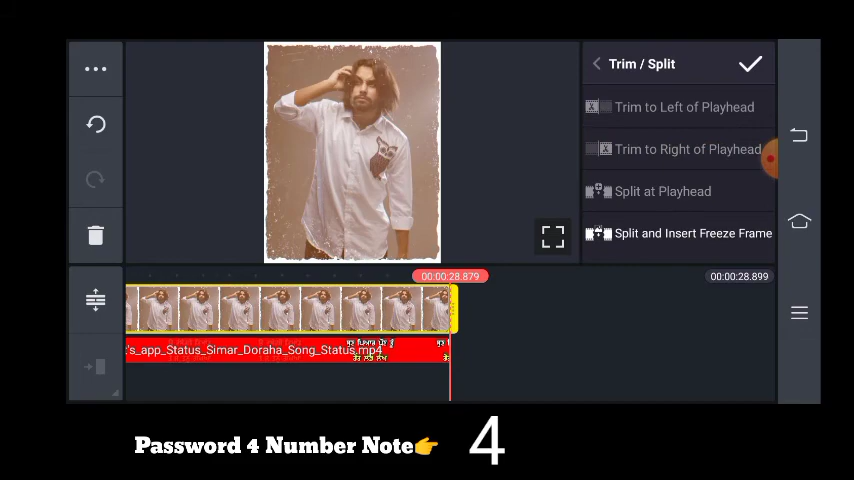 Trim / Split
Trim to Left of Playhead
Trim to Right of Playhead
Split at Playhead
Split and Insert Freeze Frame
00:00:28.879
00:00:28.899
's_app_Status_Simar_Doraha_Song_Status.mp4
Password 4 Number Note👉 4